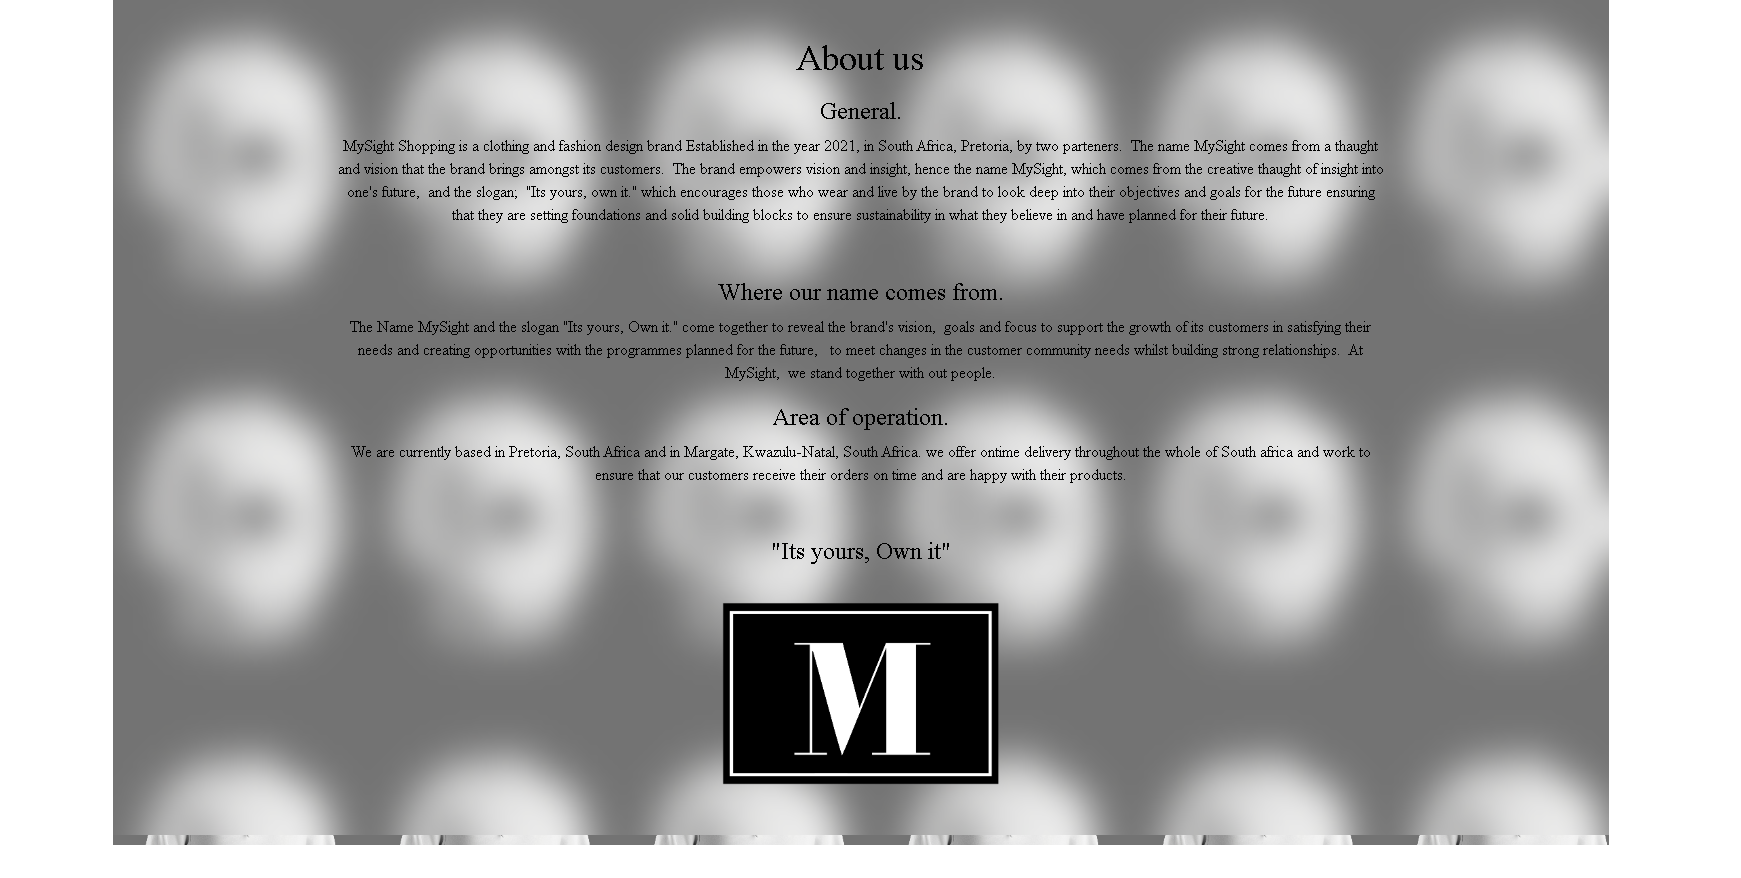 About us
General.
MySight Shopping is a clothing and fashion design brand Established in the year 2021, in South Africa, Pretoria, by two parteners.  The name MySight comes from a thaught
and vision that the brand brings amongst its customers.  The brand empowers vision and insight, hence the name MySight, which comes from the creative thaught of insight into
one's future,  and the slogan;  "Its yours, own it." which encourages those who wear and live by the brand to look deep into their objectives and goals for the future ensuring
that they are setting foundations and solid building blocks to ensure sustainability in what they believe in and have planned for their future.
Where our name comes from.
The Name MySight and the slogan "Its yours, Own it." come together to reveal the brand's vision,  goals and focus to support the growth of its customers in satisfying their
needs and creating opportunities with the programmes planned for the future,   to meet changes in the customer community needs whilst building strong relationships.  At
MySight,  we stand together with out people.
Area of operation.
We are currently based in Pretoria, South Africa and in Margate, Kwazulu-Natal, South Africa. we offer ontime delivery throughout the whole of South africa and work to
ensure that our customers receive their orders on time and are happy with their products.
"Its yours, Own it"
M